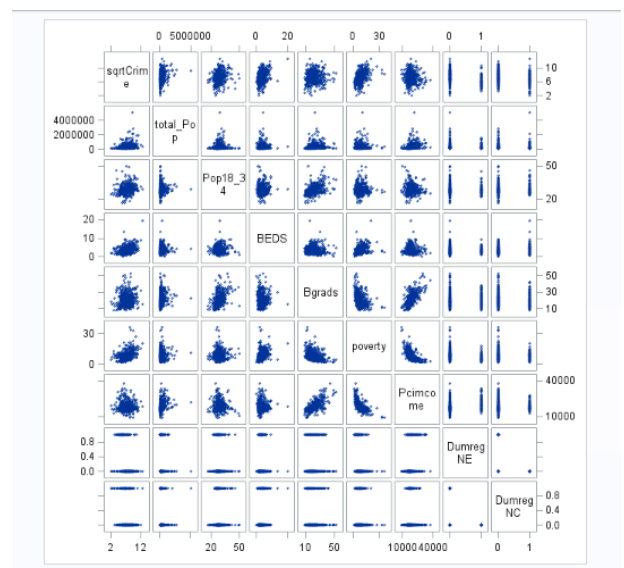 0 5000000 0 20 0 30 0 1
sqrtCrim
e
10
6
2
4000000
2000000
0
total_Po
p
Pop18_3
4
50
20
20
10
0
BEDS
Bgrads
50
30
10
30
0
poverty
Pcimco
me
40000
10000
0.8
0.4
0.0
Dumreg
NE
Dumreg
NC
0.8
0.4
0.0
2 12 20 50 10 50 10000 40000 0 1